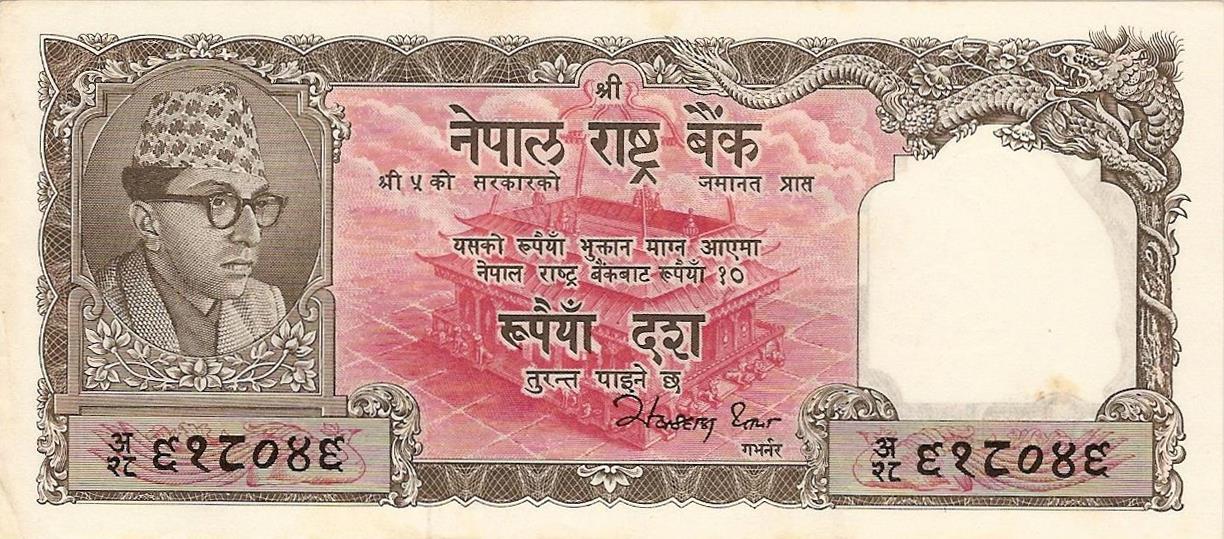 श्री
नेपाल राष्ट्र बैंक
श्री ५ को सरकारको जमानत प्राप्त
यसको रूपैयाँ भुक्तान माग्न आएमा
नेपाल राष्ट्र बैंकबाट रूपैयाँ १०
रूपैयाँ दश
तुरन्त पाइने छ
गभर्नर
अ/२८ ६१८०४६
अ/२८ ६१८०४६